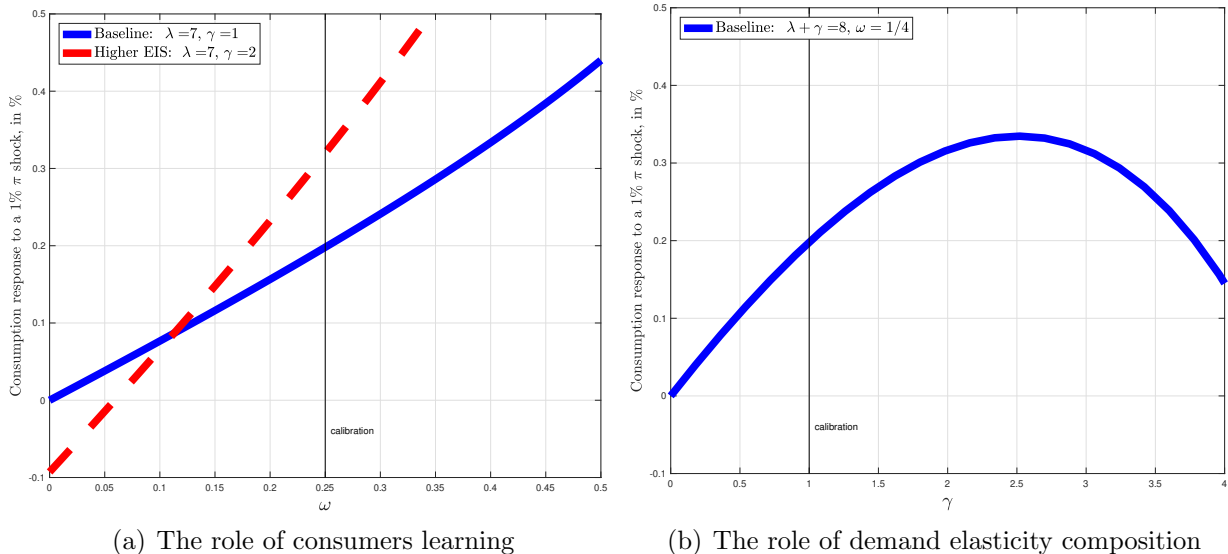 Baseline: λ =7, γ =1
Higher EIS: λ =7, γ =2
Consumption response to a 1% π shock, in %
0.5
0.4
0.3
0.2
0.1
0
-0.1
calibration
0 0.05 0.1 0.15 0.2 0.25 0.3 0.35 0.4 0.45 0.5
ω
(a) The role of consumers learning
Baseline: λ + γ =8, ω = 1/4
Consumption response to a 1% π shock, in %
0.5
0.4
0.3
0.2
0.1
0
-0.1
calibration
0 0.5 1 1.5 2 2.5 3 3.5 4
γ
(b) The role of demand elasticity composition